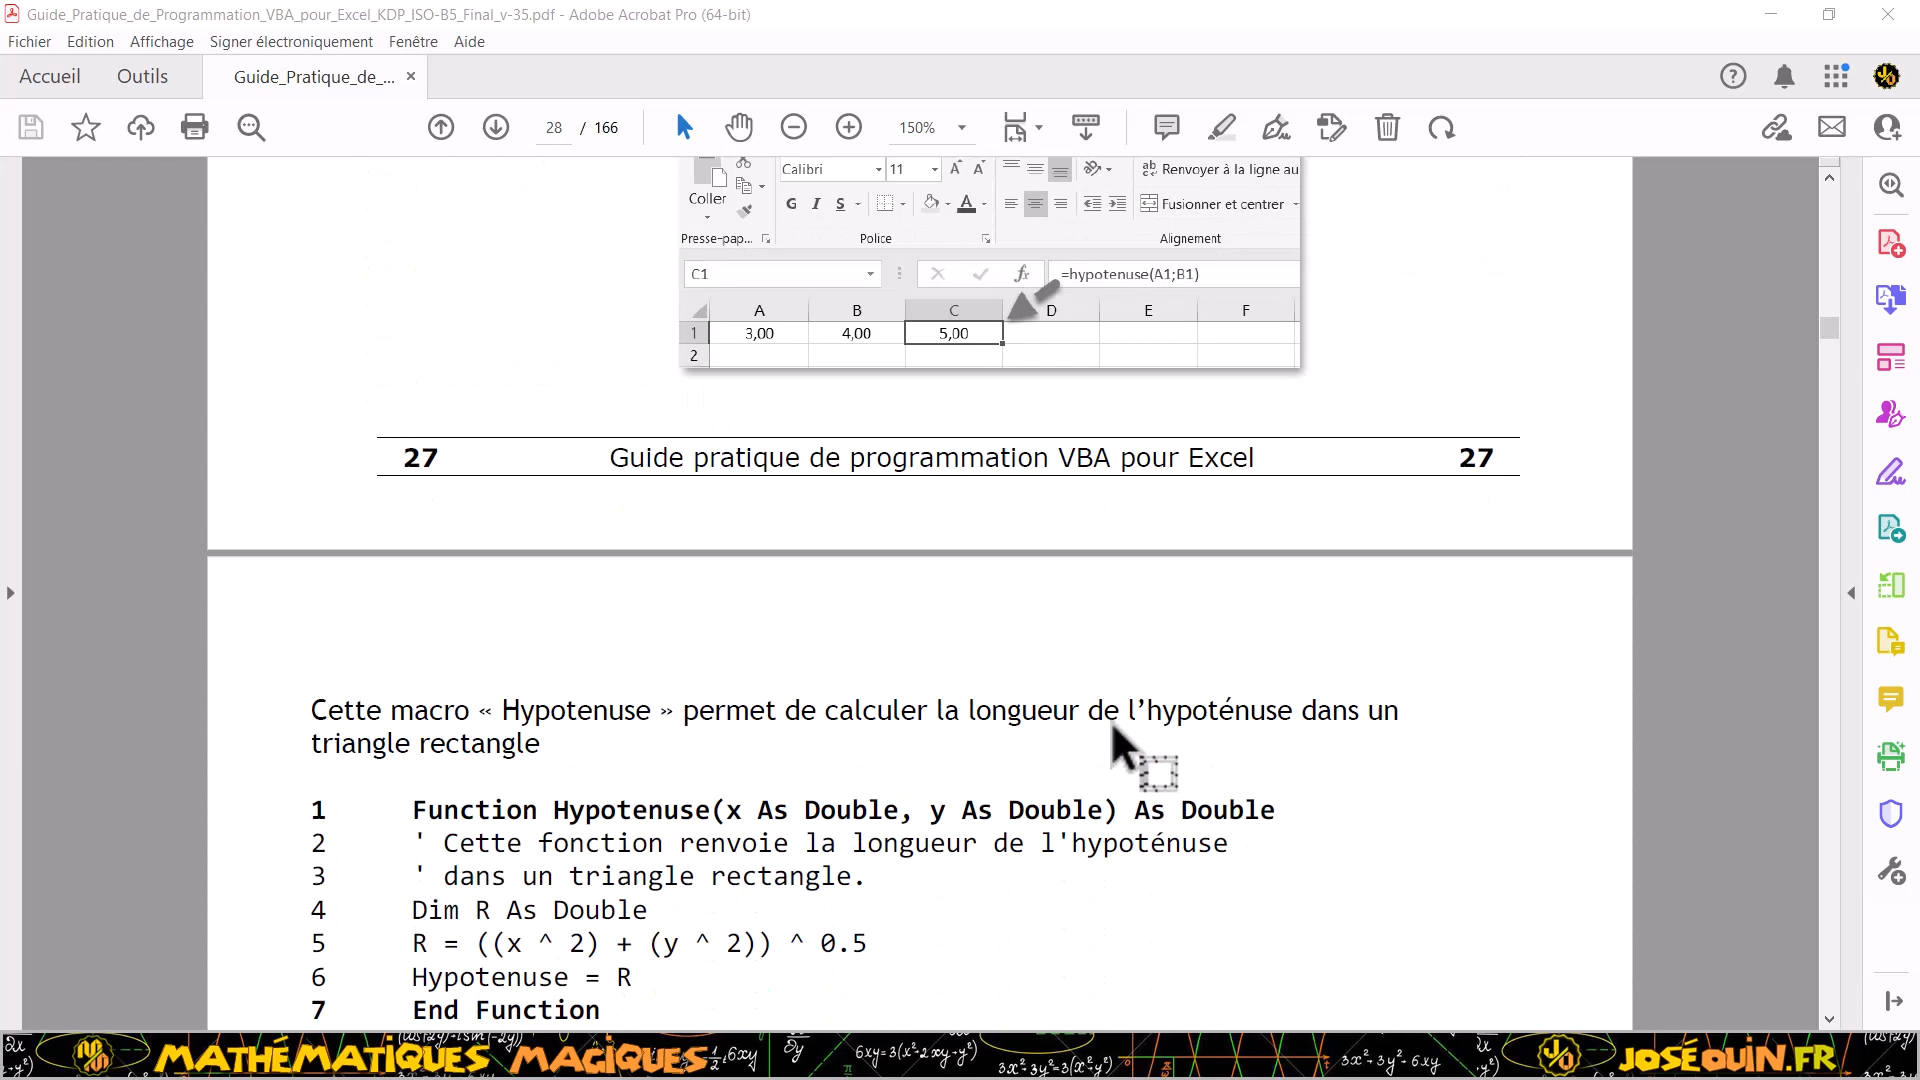 Guide_Pratique_de_Programmation_VBA_pour_Excel_KDP_ISO-B5_Final_v-35.pdf - Adobe Acrobat Pro (64-bit)
Fichier Edition Affichage Signer électroniquement Fenêtre Aide
Accueil Outils Guide_Pratique_de_... ×
28 / 166 150%
Calibri 11 Renvoyer à la ligne au
Coller G I S A Fusionner et centrer
Presse-pap... Police Alignement
C1 fx =hypotenuse(A1;B1)
A B C D E F
1 3,00 4,00 5,00
2
27 Guide pratique de programmation VBA pour Excel 27
Cette macro « Hypotenuse » permet de calculer la longueur de l’hypoténuse dans un
triangle rectangle
1 Function Hypotenuse(x As Double, y As Double) As Double
2 ' Cette fonction renvoie la longueur de l'hypoténuse
3 ' dans un triangle rectangle.
4 Dim R As Double
5 R = ((x ^ 2) + (y ^ 2)) ^ 0.5
6 Hypotenuse = R
7 End Function
MATHÉMATIQUES MAGIQUES JOSÉOUIN.FR